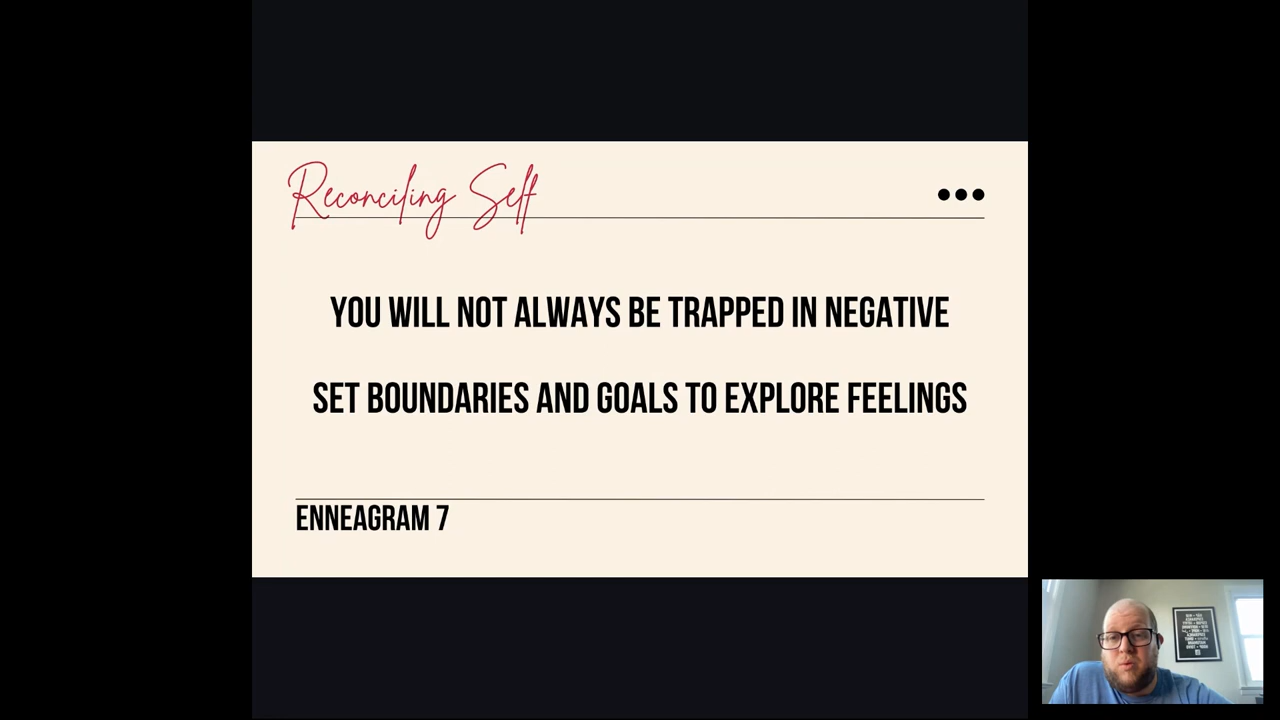 Reconciling Self
YOU WILL NOT ALWAYS BE TRAPPED IN NEGATIVE
SET BOUNDARIES AND GOALS TO EXPLORE FEELINGS
ENNEAGRAM 7